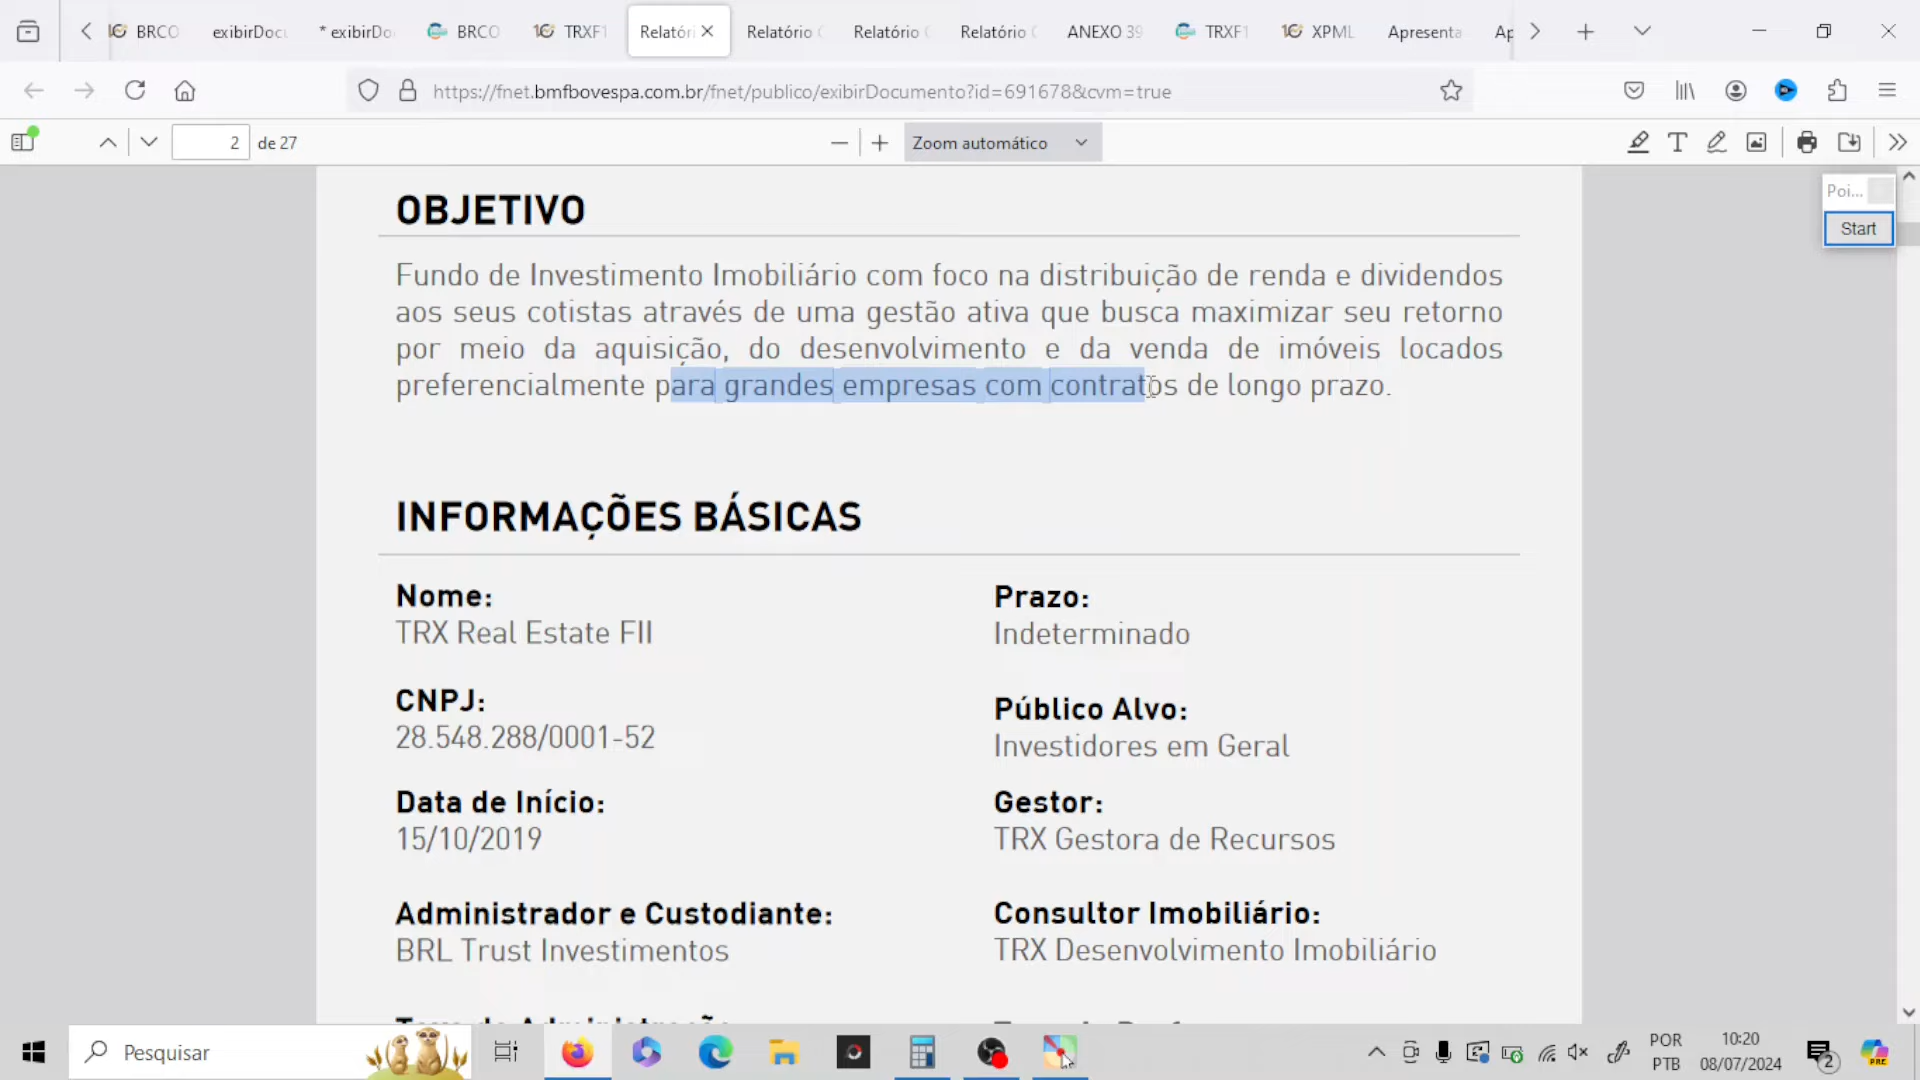 BRCO
exibirDocu
* exibirDo
BRCO
TRXF1
Relatóri
Relatório
Relatório
Relatório
ANEXO 39
TRXF1
XPML
Apresenta
Ap
https://fnet.bmfbovespa.com.br/fnet/publico/exibirDocumento?id=691678&cvm=true
2 de 27
Zoom automático
Poi...
Start
OBJETIVO
Fundo de Investimento Imobiliário com foco na distribuição de renda e dividendos
aos seus cotistas através de uma gestão ativa que busca maximizar seu retorno
por meio da aquisição, do desenvolvimento e da venda de imóveis locados
preferencialmente para grandes empresas com contratos de longo prazo.
INFORMAÇÕES BÁSICAS
Nome:
TRX Real Estate FII
Prazo:
Indeterminado
CNPJ:
28.548.288/0001-52
Público Alvo:
Investidores em Geral
Data de Início:
15/10/2019
Gestor:
TRX Gestora de Recursos
Administrador e Custodiante:
BRL Trust Investimentos
Consultor Imobiliário:
TRX Desenvolvimento Imobiliário
Pesquisar
POR
PTB
10:20
08/07/2024
2
PRE